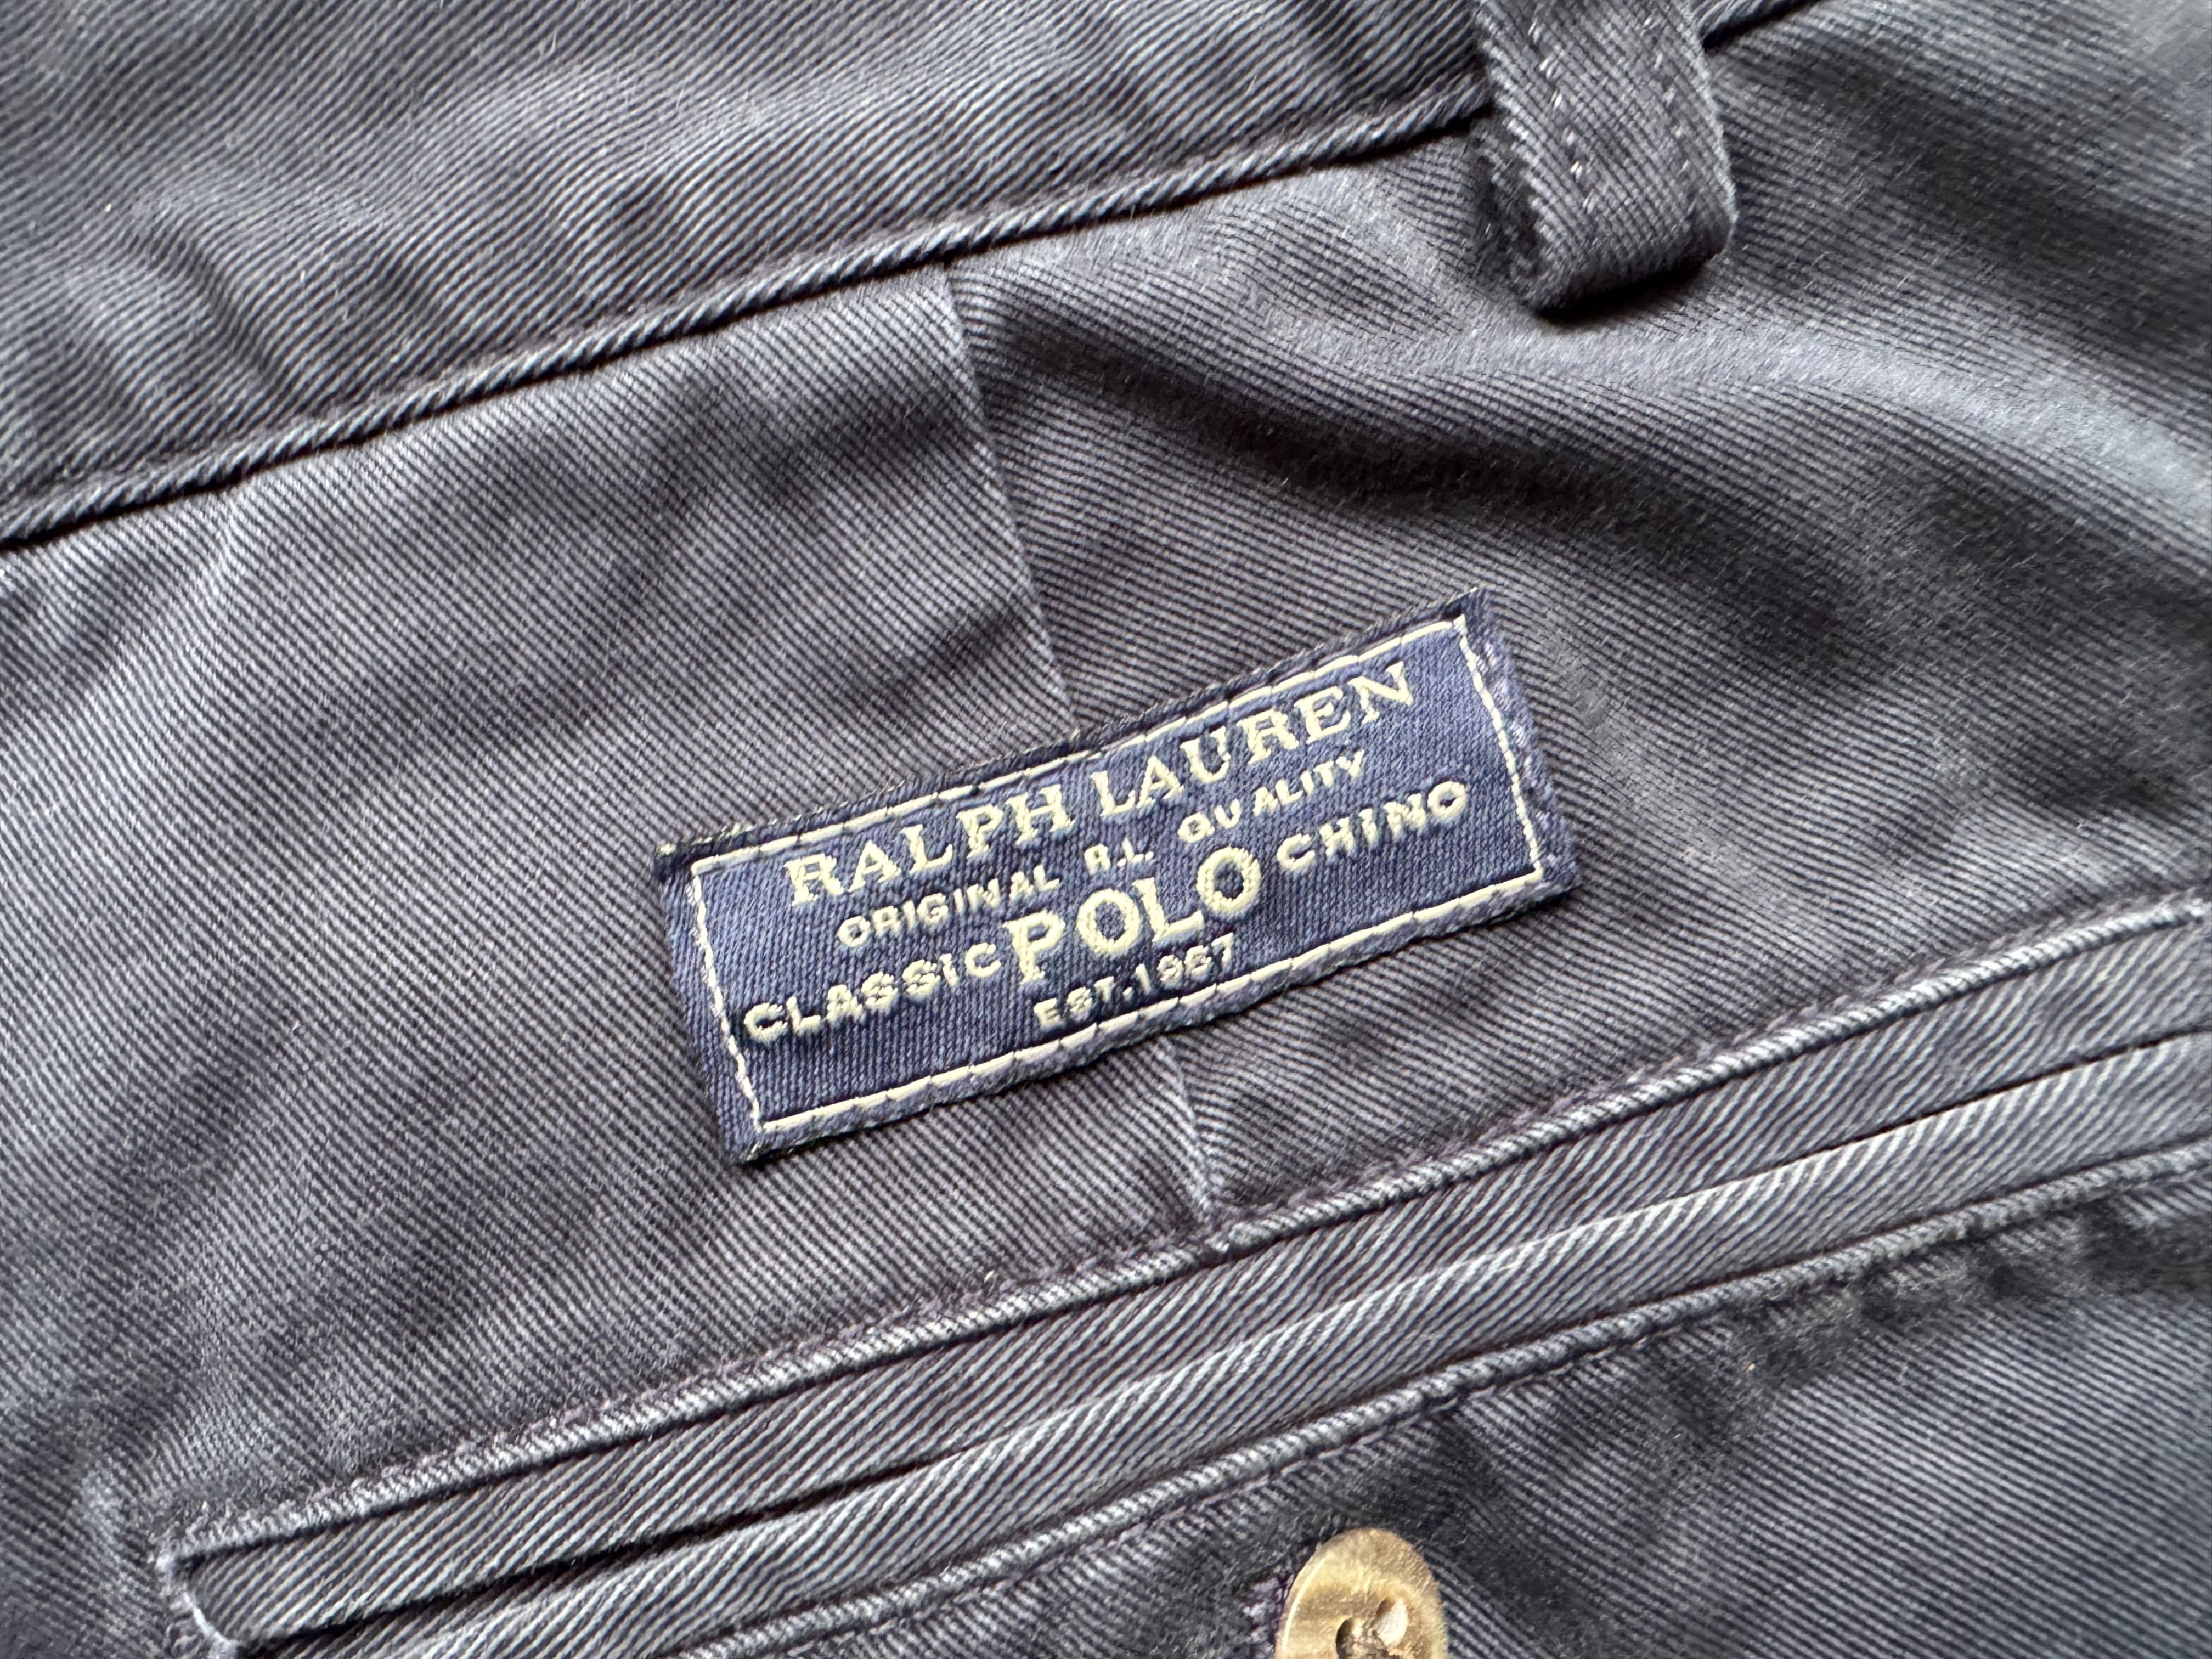 RALPH LAUREN
ORIGINAL R.L. QUALITY
CLASSIC POLO CHINO
EST. 1967